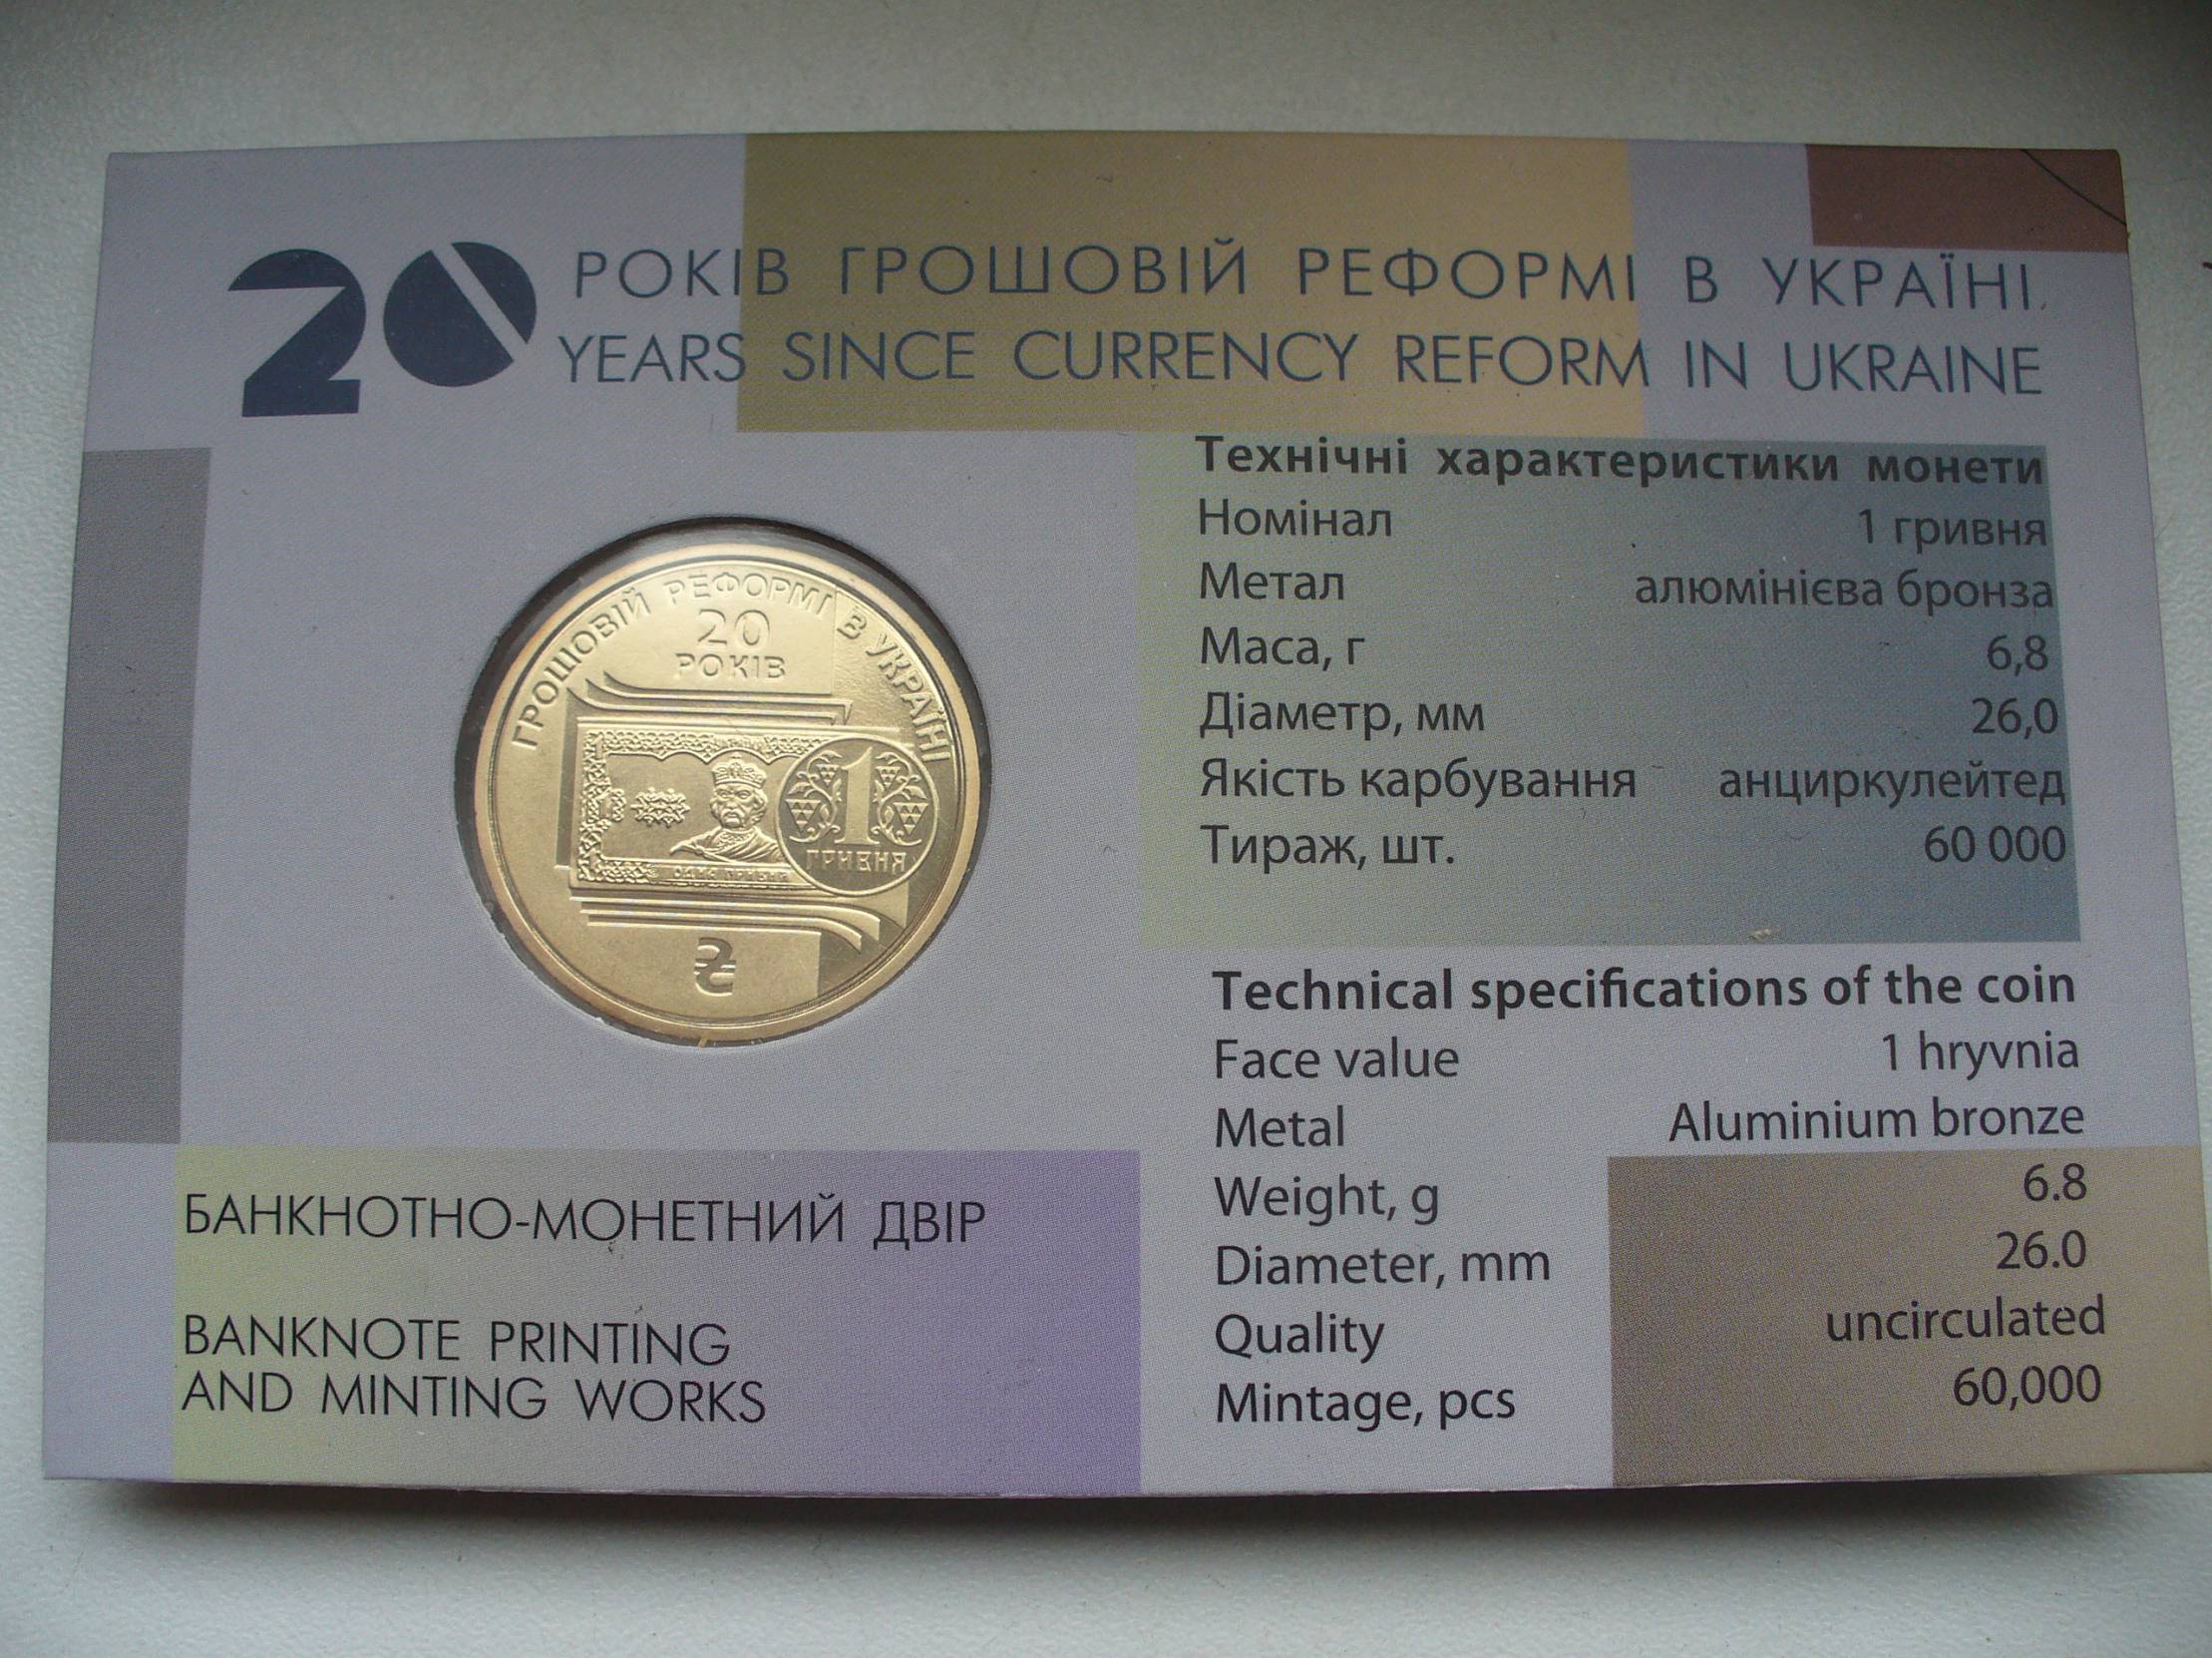 20 РОКІВ ГРОШОВІЙ РЕФОРМІ В УКРАЇНІ
YEARS SINCE CURRENCY REFORM IN UKRAINE
ГРОШОВІЙ РЕФОРМІ В УКРАЇНІ
20
РОКІВ
1
1
ГРИВНЯ
ОДНА ГРИВНЯ
₴
Технічні характеристики монети
Номінал 1 гривня
Метал алюмінієва бронза
Маса, г 6,8
Діаметр, мм 26,0
Якість карбування анциркулейтед
Тираж, шт. 60 000
Technical specifications of the coin
Face value 1 hryvnia
Metal Aluminium bronze
Weight, g 6.8
Diameter, mm 26.0
Quality uncirculated
Mintage, pcs 60,000
БАНКНОТНО-МОНЕТНИЙ ДВІР
BANKNOTE PRINTING
AND MINTING WORKS